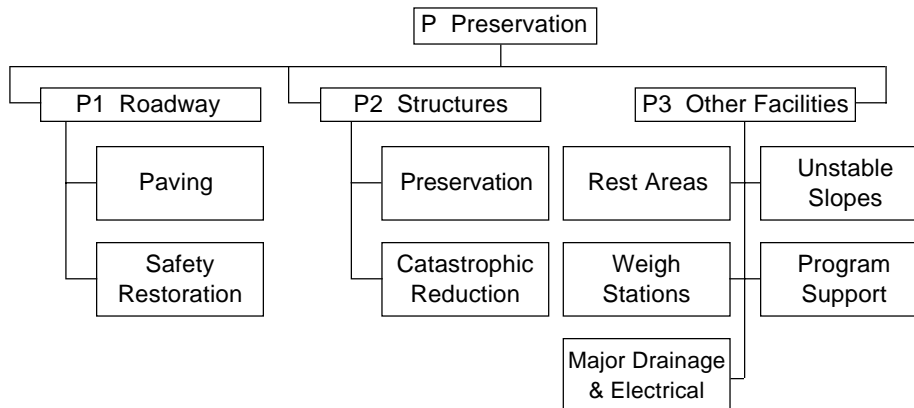 P Preservation
P1 Roadway
P2 Structures
P3 Other Facilities
Paving
Preservation
Rest Areas
Unstable
Slopes
Safety
Restoration
Catastrophic
Reduction
Weigh
Stations
Program
Support
Major Drainage
& Electrical